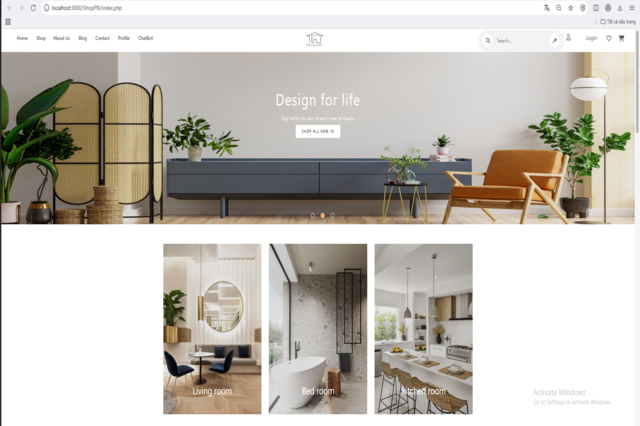 localhost:3000/ShopPN/index.php
Tất cả dấu trang
Home Shop About Us Blog Contact Profile ChatBot
Search...
Login
Design for life
Say hello to our brand new arrivals
SHOP ALL NEW IN
Living room
Bed room
Kitchen room
Activate Windows
Go to Settings to activate Windows.